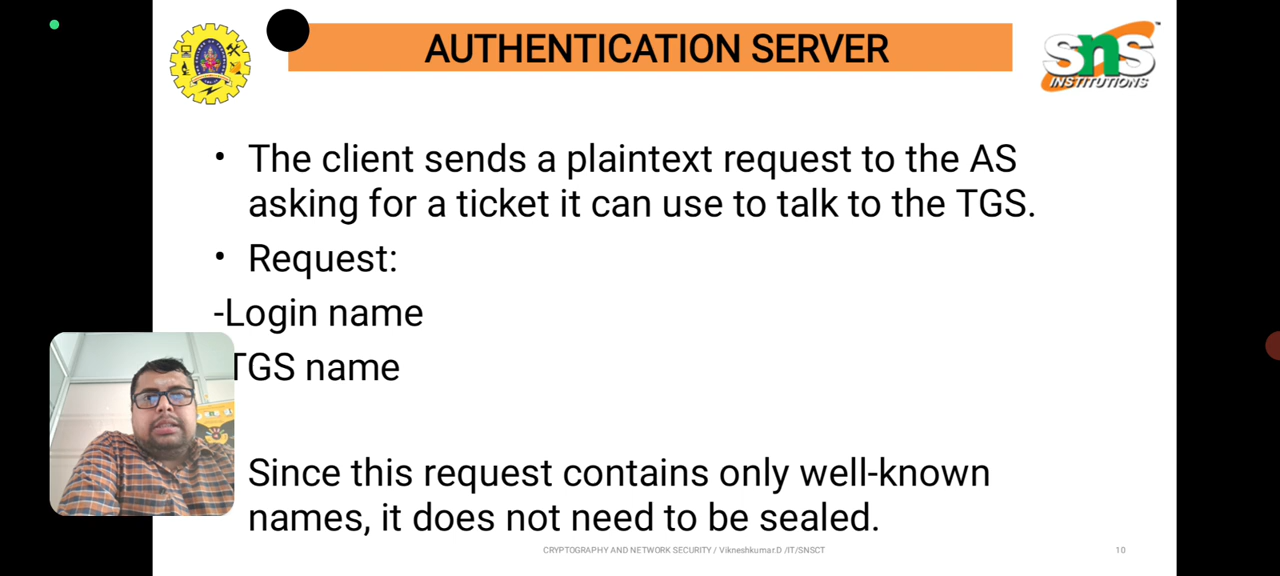 AUTHENTICATION SERVER
SnS
INSTITUTIONS
• The client sends a plaintext request to the AS
asking for a ticket it can use to talk to the TGS.
• Request:
-Login name
TGS name
Since this request contains only well-known
names, it does not need to be sealed.
CRYPTOGRAPHY AND NETWORK SECURITY / Vikneshkumar.D /IT/SNSCT
10